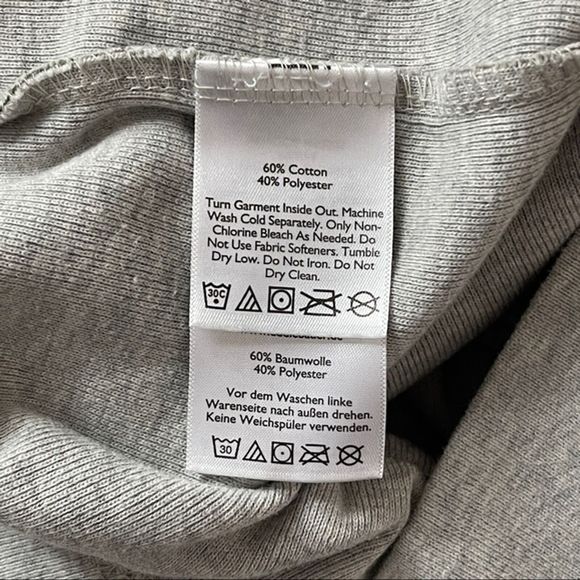 60% Cotton
40% Polyester
Turn Garment Inside Out. Machine
Wash Cold Separately. Only Non-
Chlorine Bleach As Needed. Do
Not Use Fabric Softeners. Tumble
Dry Low. Do Not Iron. Do Not
Dry Clean.
30C
60% Baumwolle
40% Polyester
Vor dem Waschen linke
Warenseite nach außen drehen.
Keine Weichspüler verwenden.
30